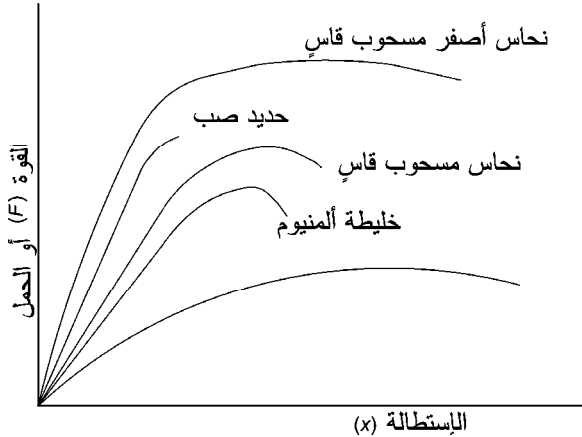 نحاس أصفر مسحوب قاسٍ
حديد صب
نحاس مسحوب قاسٍ
خليطة ألمنيوم
القوة (F) أو الحمل
الإستطالة (x)